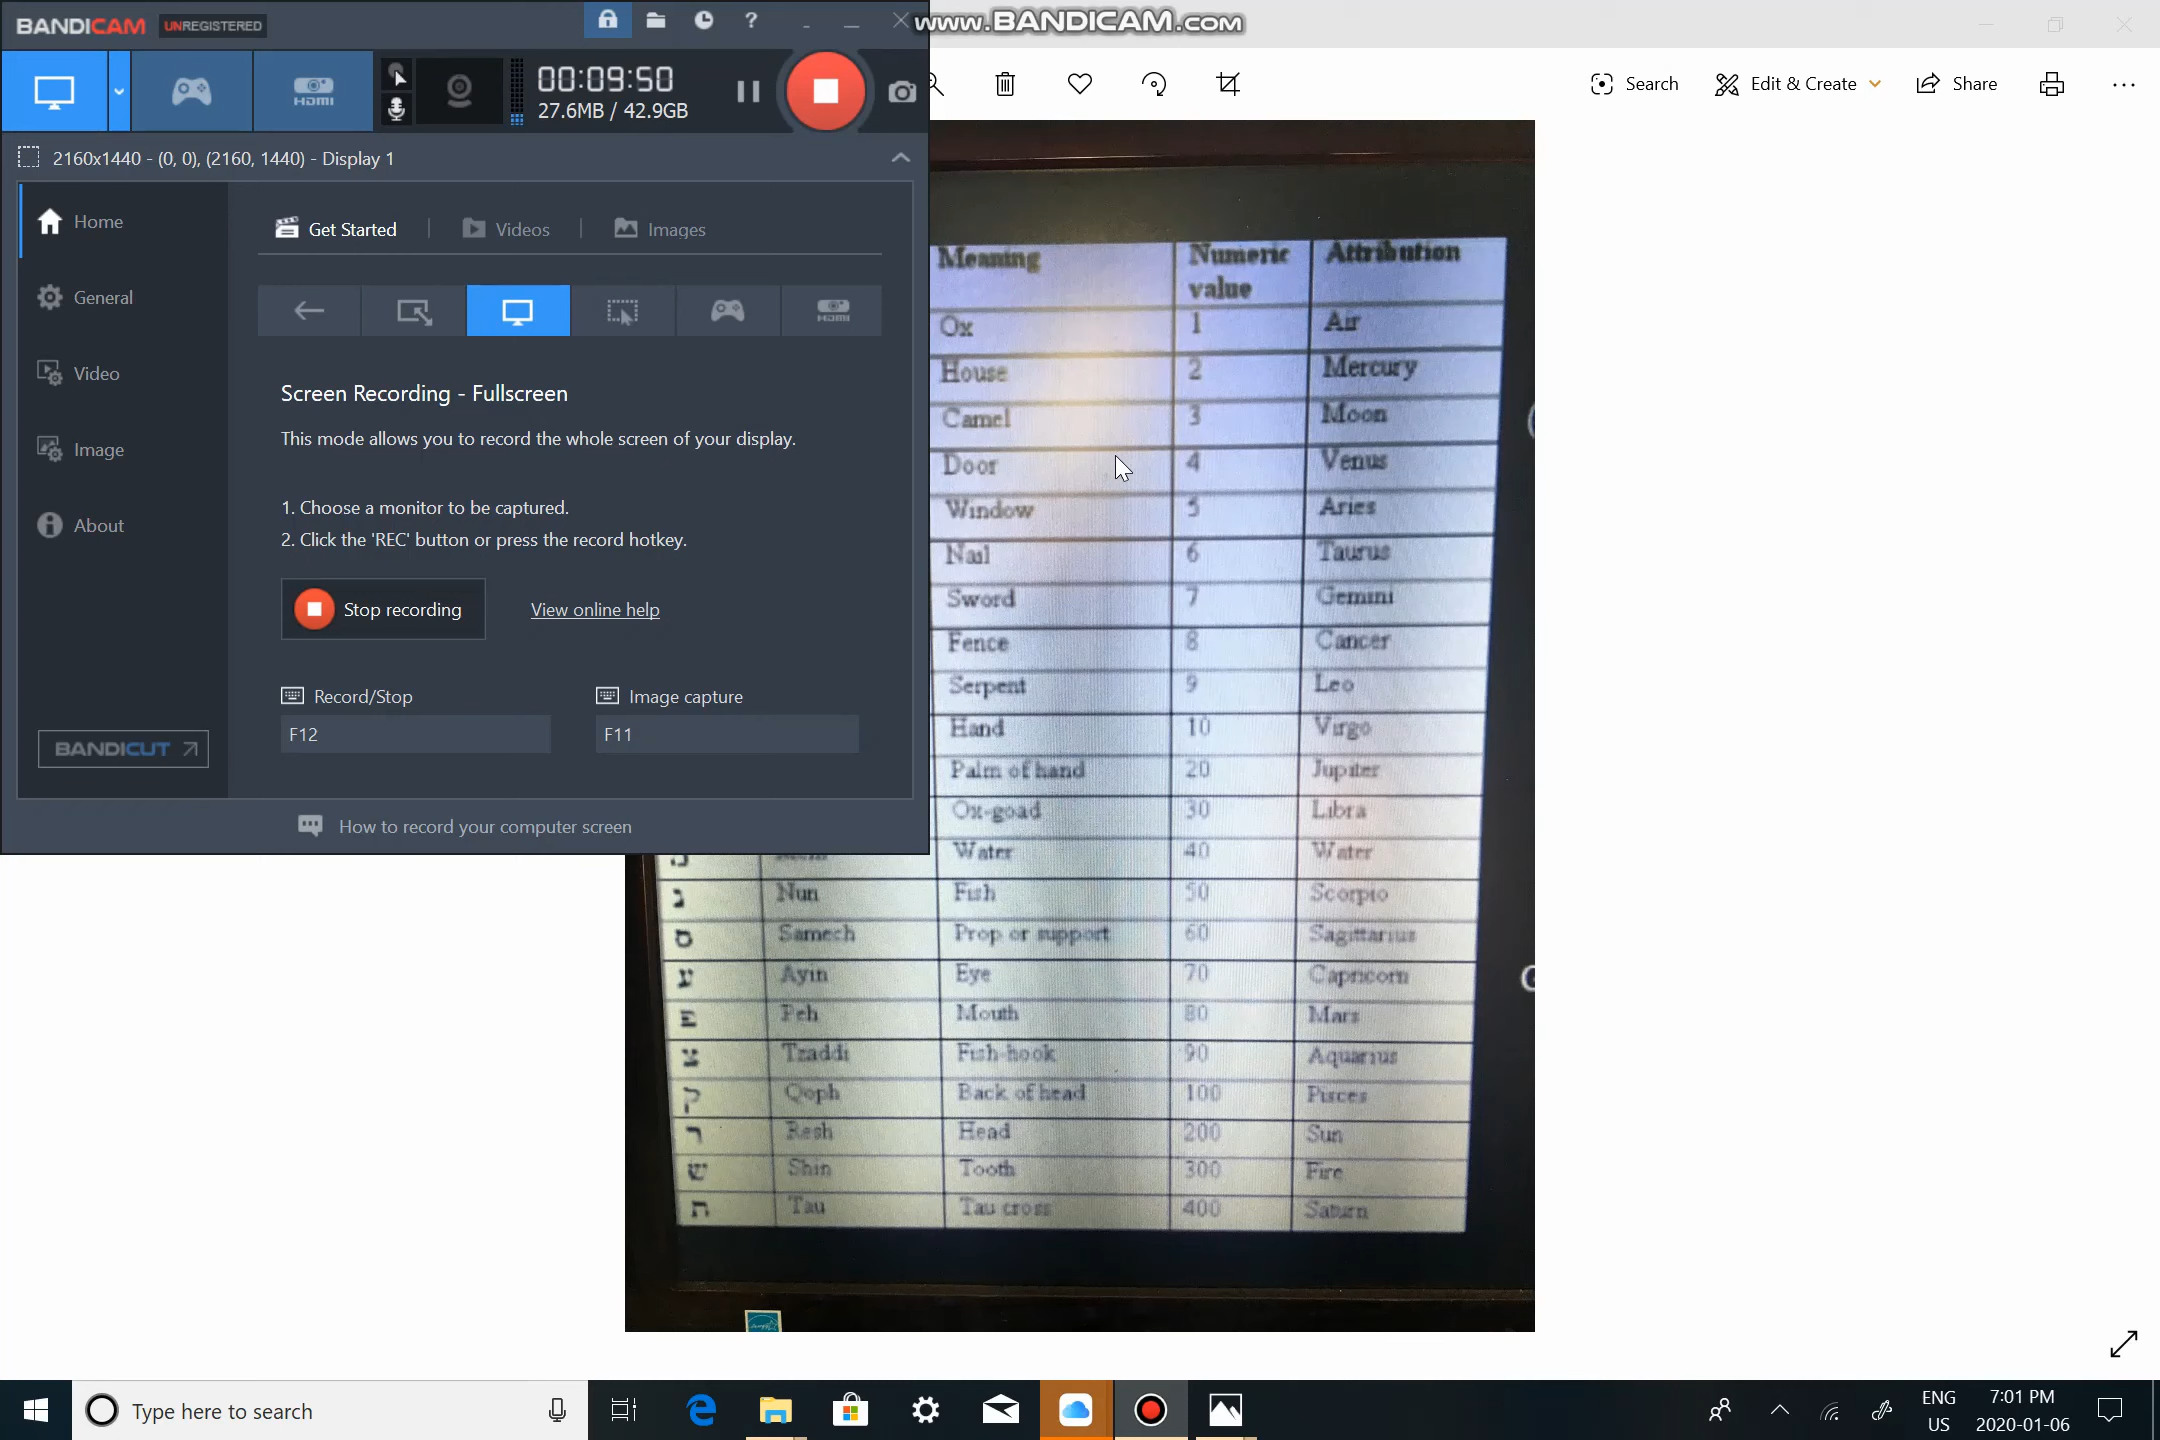 BANDICAM UNREGISTERED
www.BANDICAM.com
HDMI
00:09:50
27.6MB / 42.9GB
Search
Edit & Create
Share
2160x1440 - (0, 0), (2160, 1440) - Display 1
Home
General
Video
Image
About
BANDICUT
Get Started
Videos
Images
HDMI
Screen Recording - Fullscreen
This mode allows you to record the whole screen of your display.
1. Choose a monitor to be captured.
2. Click the 'REC' button or press the record hotkey.
Stop recording
View online help
Record/Stop
Image capture
F12
F11
How to record your computer screen
Meaning Numeric value Attribution
Ox 1 Air
House 2 Mercury
Camel 3 Moon
Door 4 Venus
Window 5 Aries
Nail 6 Taurus
Sword 7 Gemini
Fence 8 Cancer
Serpent 9 Leo
Hand 10 Virgo
Palm of hand 20 Jupiter
Ox-goad 30 Libra
Water 40 Water
נ Nun Fish 50 Scorpio
ס Samech Prop or support 60 Sagittarius
ע Ayin Eye 70 Capricorn
פ Peh Mouth 80 Mars
צ Tzaddi Fish-hook 90 Aquarius
ק Qoph Back of head 100 Pisces
ר Resh Head 200 Sun
ש Shin Tooth 300 Fire
ת Tau Tau cross 400 Saturn
Type here to search
ENG
US
7:01 PM
2020-01-06